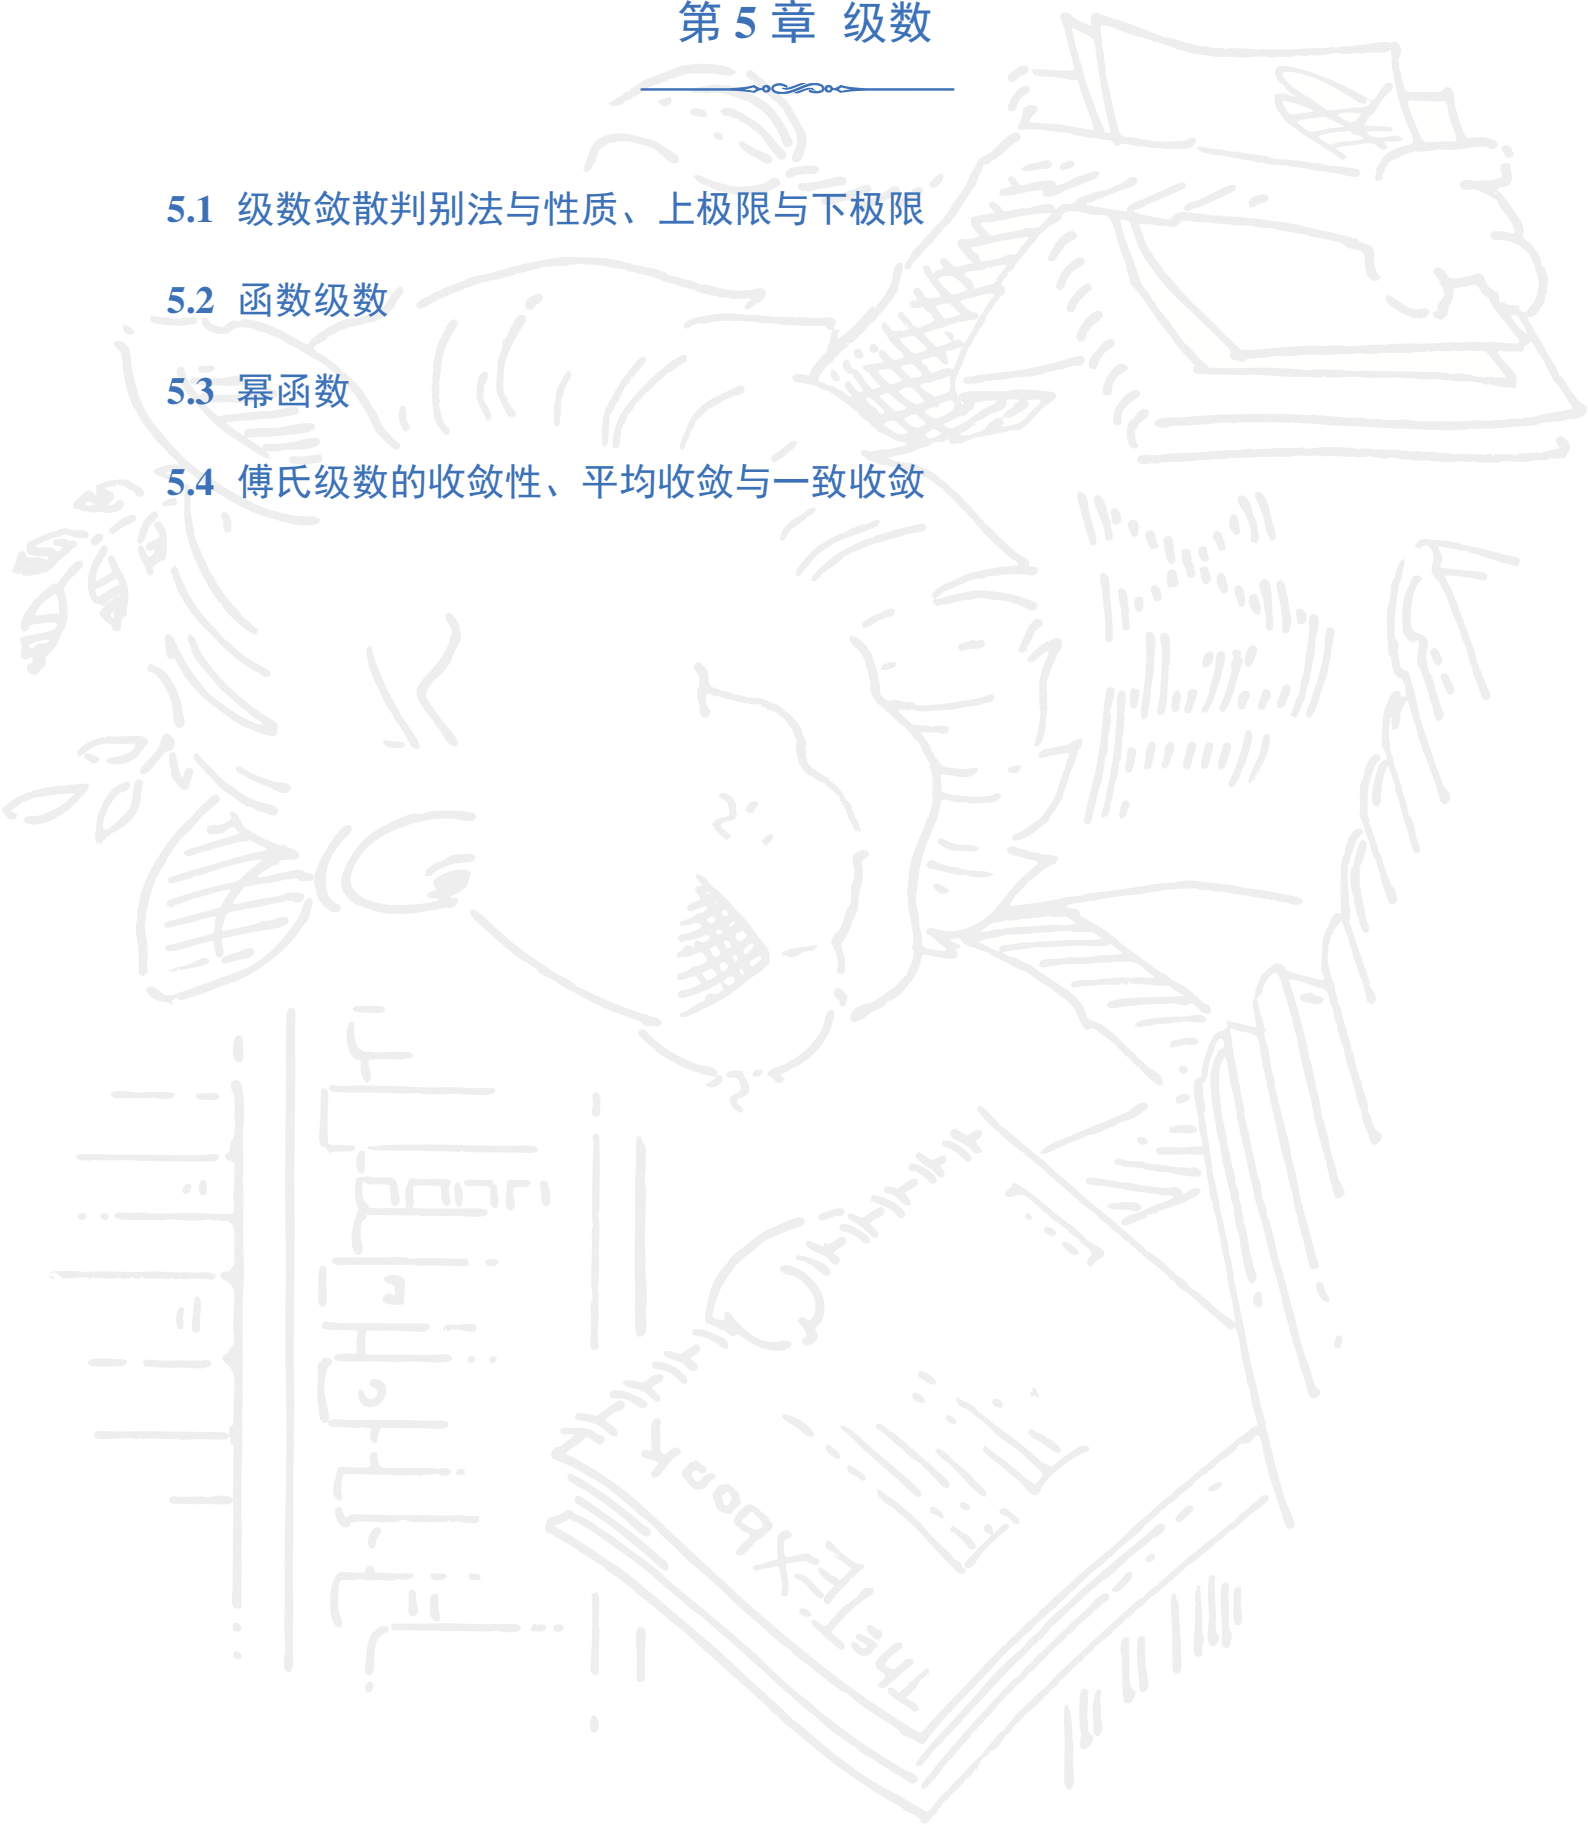 第 5 章 级数
5.1 级数敛散判别法与性质、上极限与下极限
5.2 函数级数
5.3 幂函数
5.4 傅氏级数的收敛性、平均收敛与一致收敛
The TEXbook